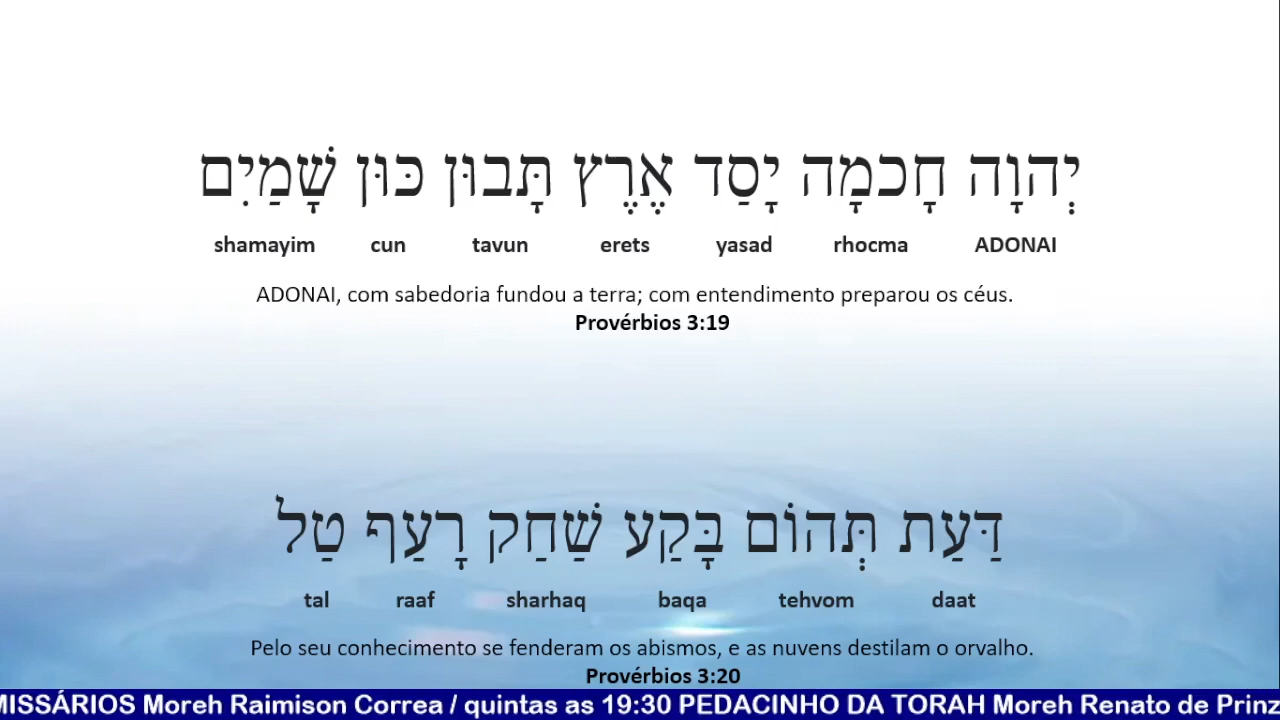 יְהוָה חָכמָה יָסַד אֶרֶץ תָּבוּן כּוּן שָׁמַיִם
shamayim cun tavun erets yasad rhocma ADONAI
ADONAI, com sabedoria fundou a terra; com entendimento preparou os céus.
Provérbios 3:19
דַּעַת תְּהוֹם בָּקַע שַׁחַק רָעַף טַל
tal raaf sharhaq baqa tehvom daat
Pelo seu conhecimento se fenderam os abismos, e as nuvens destilam o orvalho.
Provérbios 3:20
MISSÁRIOS Moreh Raimison Correa / quintas as 19:30 PEDACINHO DA TORAH Moreh Renato de Prinz